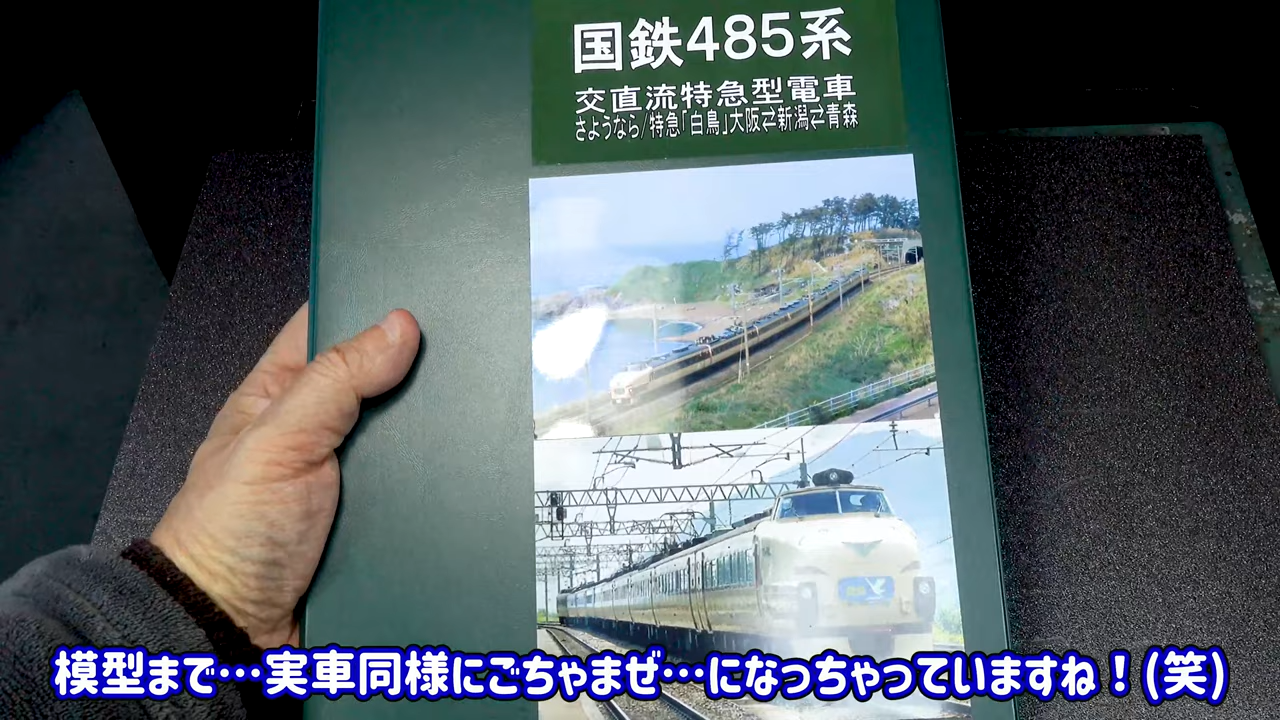 国鉄485系
交直流特急型電車
さようなら/特急「白鳥」大阪⇄新潟⇄青森
模型まで…実車同様にごちゃまぜ…になっちゃっていますね！(笑)